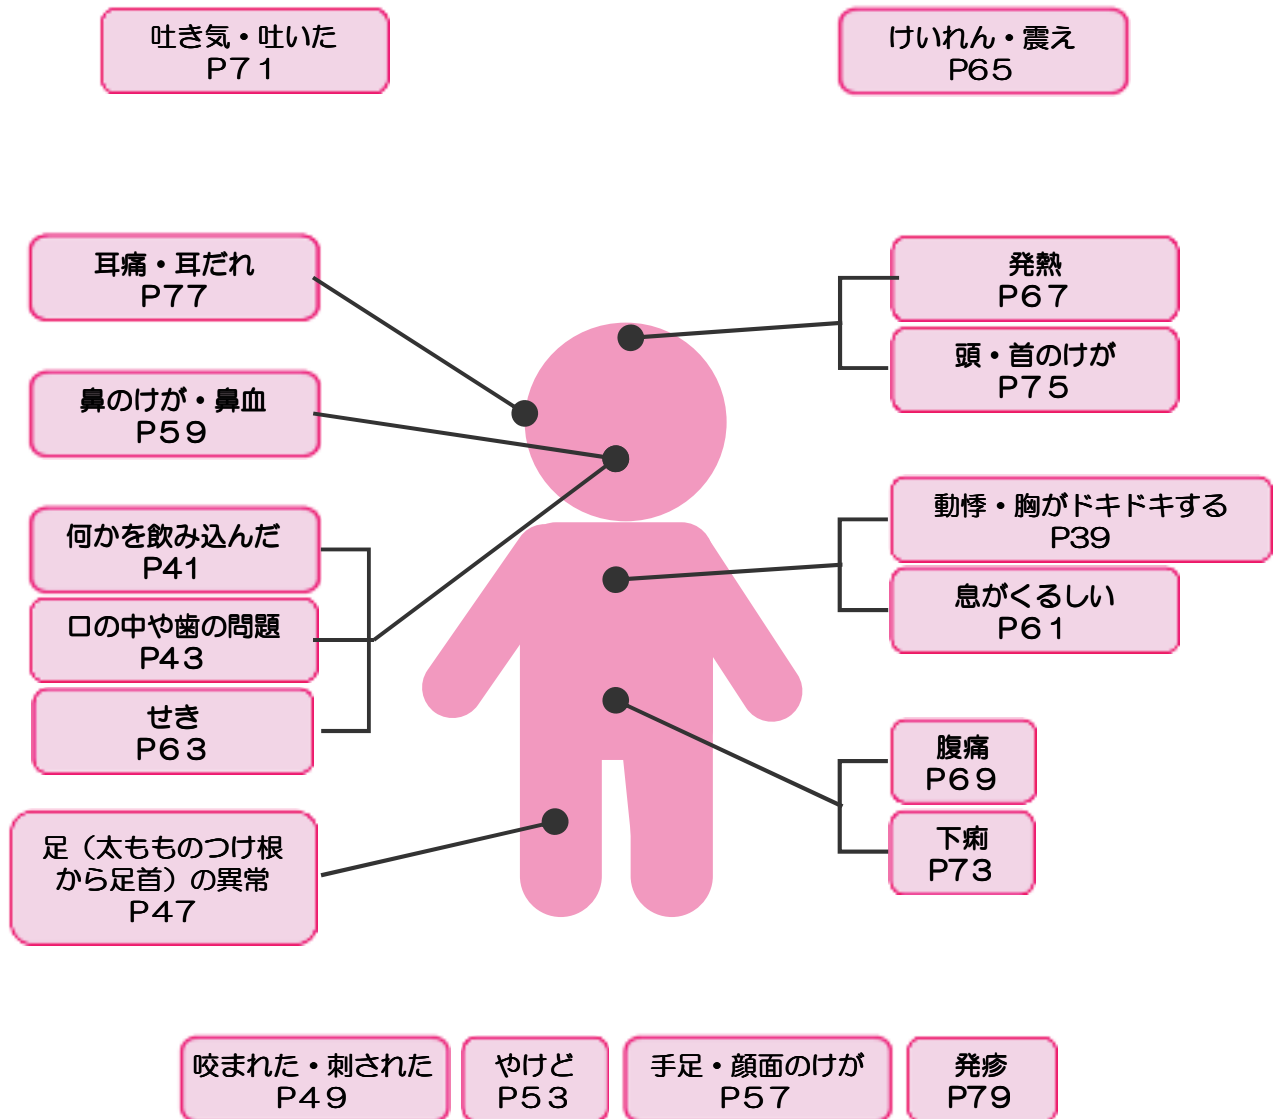 吐き気・吐いた
P７１
けいれん・震え
P65
耳痛・耳だれ
P７７
鼻のけが・鼻血
P５９
何かを飲み込んだ
P41
口の中や歯の問題
P４３
せき
P６３
足（太もものつけ根
から足首）の異常
P４７
発熱
P６７
頭・首のけが
P７５
動悸・胸がドキドキする
P39
息がくるしい
P６１
腹痛
P６９
下痢
P73
咬まれた・刺された
P４９
やけど
P５３
手足・顔面のけが
P５７
発疹
P79